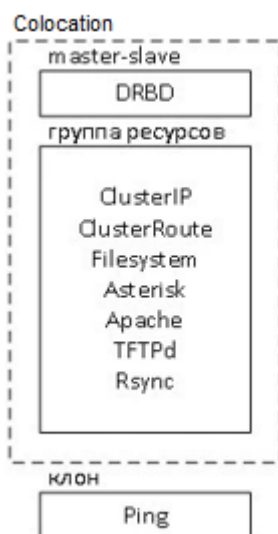 Colocation
master-slave
DRBD
группа ресурсов
ClusterIP
ClusterRoute
Filesystem
Asterisk
Apache
TFTPd
Rsync
клон
Ping